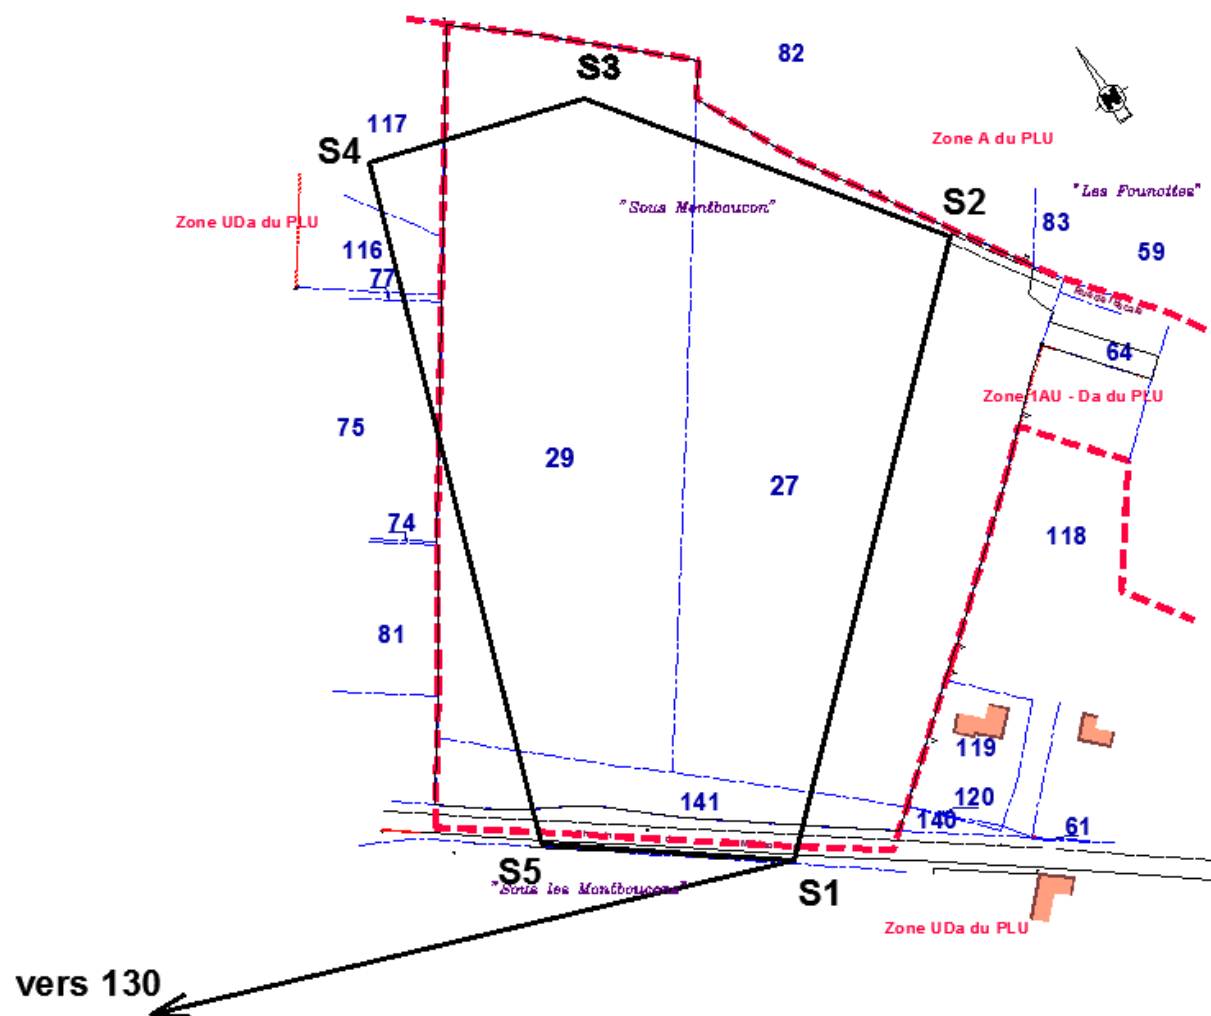 82
S3
117
Zone A du PLU
S4
"Les Founottes"
S2
"Sous Montboucon"
Zone UDa du PLU
83
116
59
77
64
Zone 1AU - Da du PLU
75
29
27
74
118
81
119
120
141
140
61
S5
"Sous les Montboucons"
S1
Zone UDa du PLU
vers 130